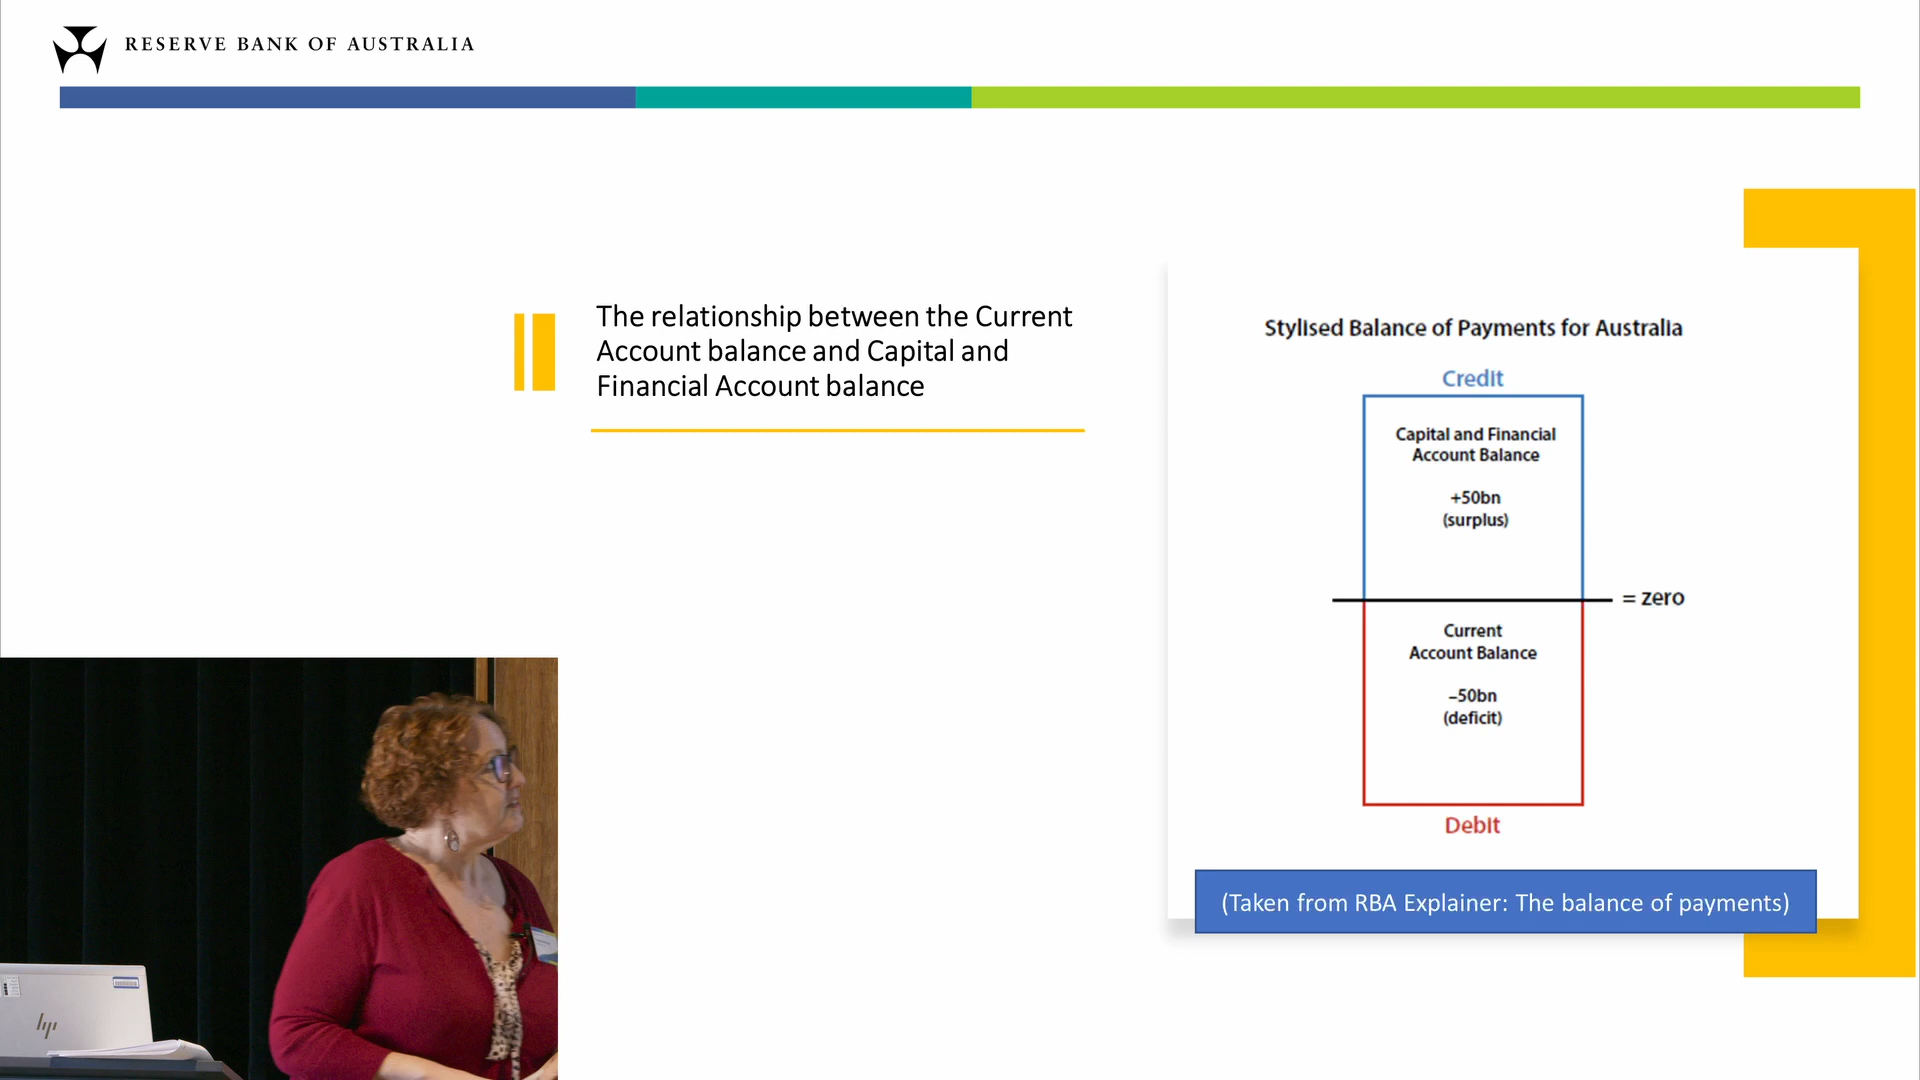 RESERVE BANK OF AUSTRALIA
The relationship between the Current
Account balance and Capital and
Financial Account balance
Stylised Balance of Payments for Australia
Credit
Capital and Financial
Account Balance
+50bn
(surplus)
= zero
Current
Account Balance
–50bn
(deficit)
Debit
(Taken from RBA Explainer: The balance of payments)
hp